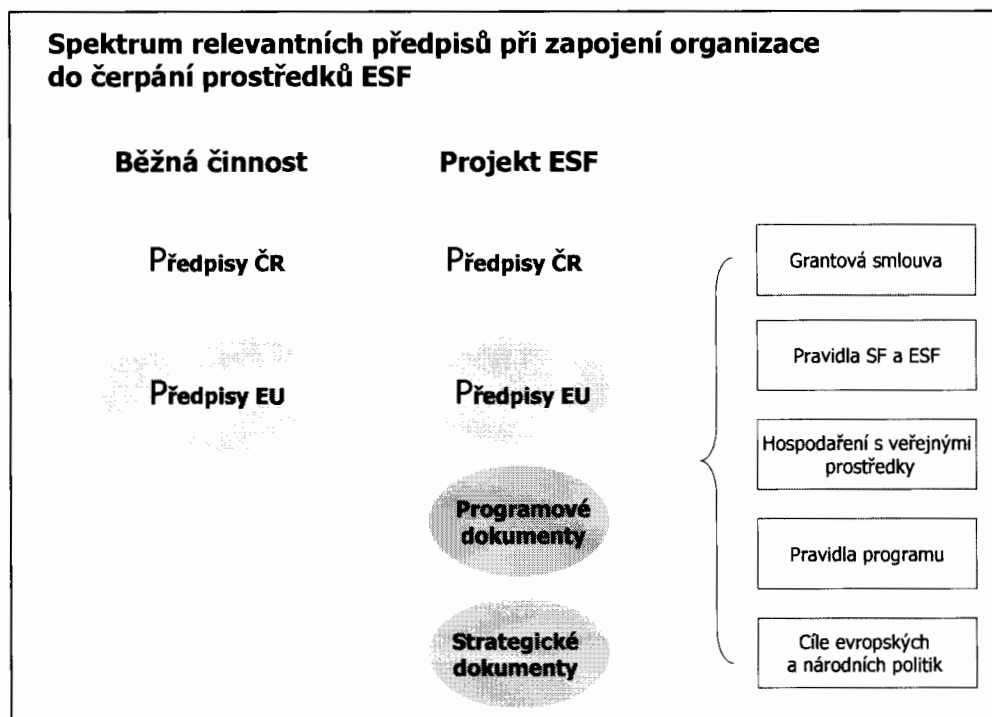 Spektrum relevantních předpisů při zapojení organizace
do čerpání prostředků ESF
Běžná činnost
Projekt ESF
Předpisy ČR
Předpisy ČR
Předpisy EU
Předpisy EU
Programové
dokumenty
Strategické
dokumenty
Grantová smlouva
Pravidla SF a ESF
Hospodaření s veřejnými
prostředky
Pravidla programu
Cíle evropských
a národních politik